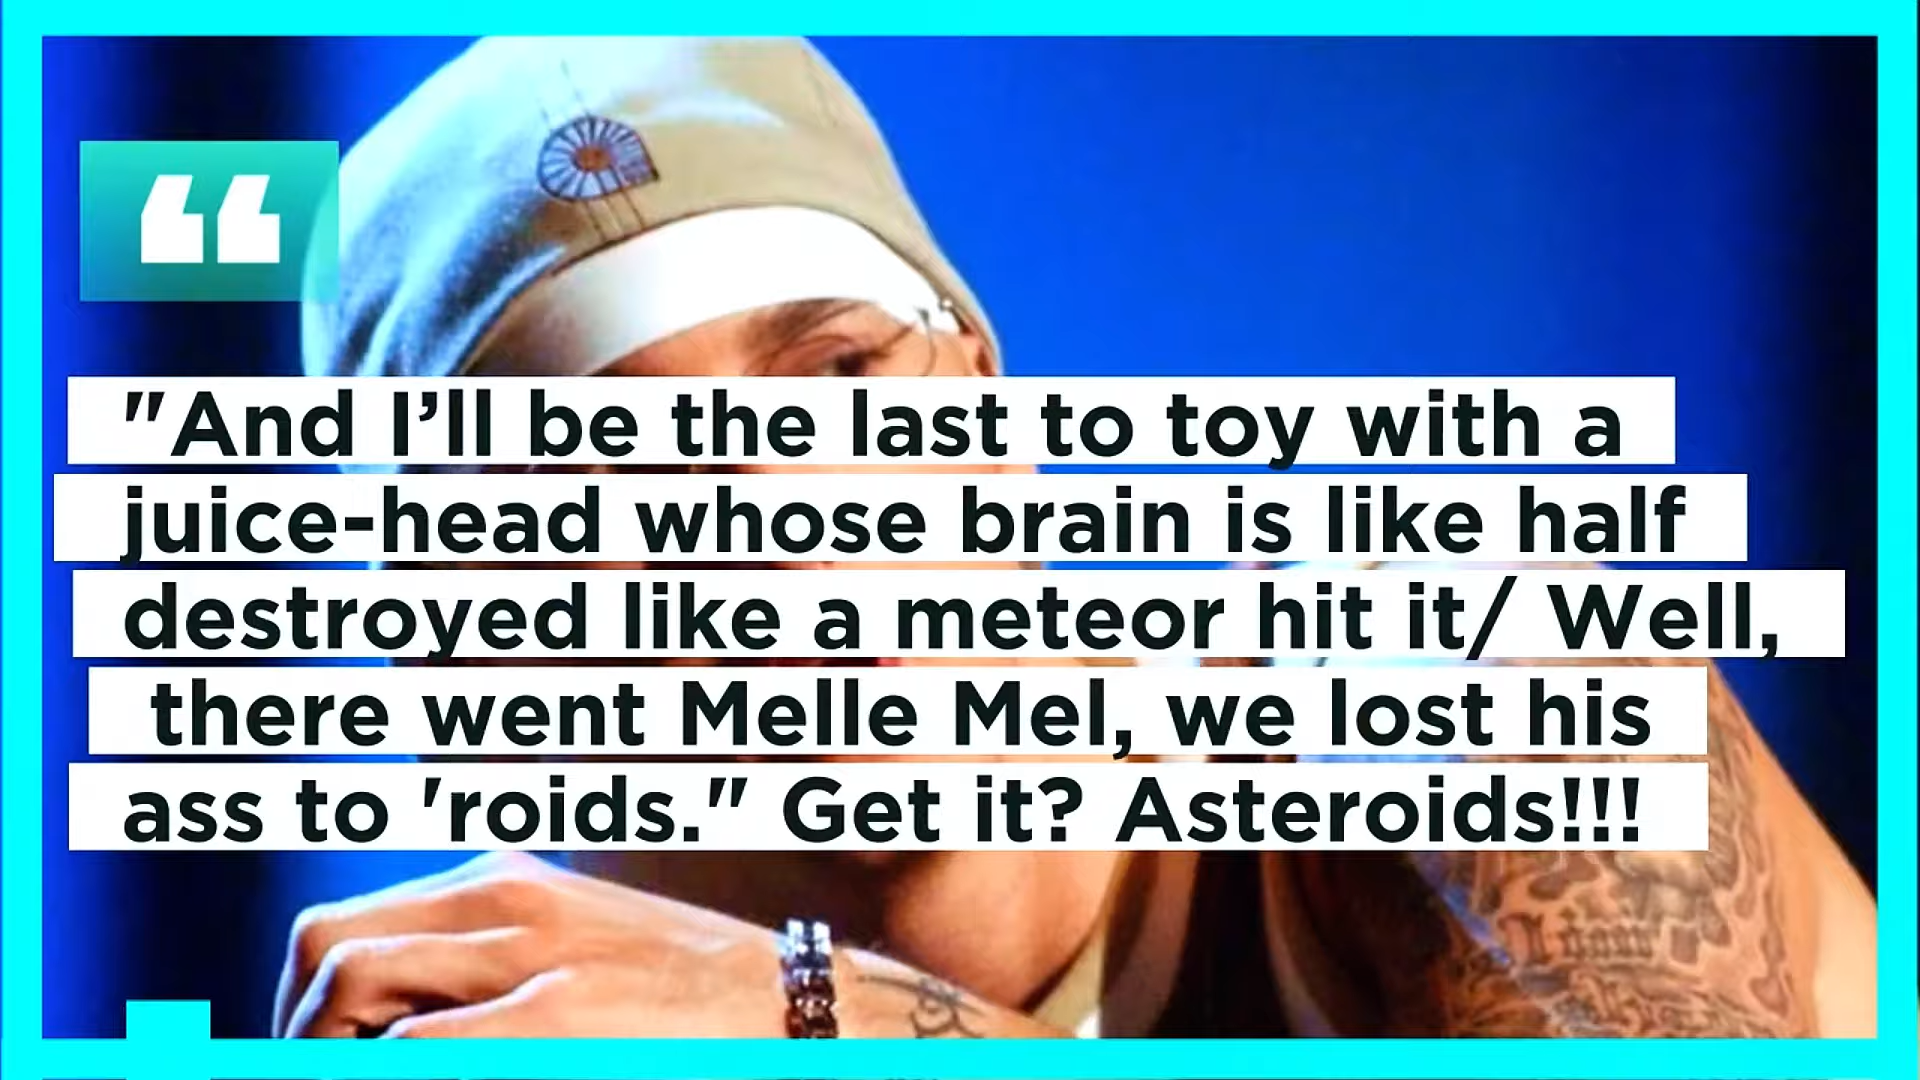 “
"And I’ll be the last to toy with a
juice-head whose brain is like half
destroyed like a meteor hit it/ Well,
there went Melle Mel, we lost his
ass to 'roids." Get it? Asteroids!!!